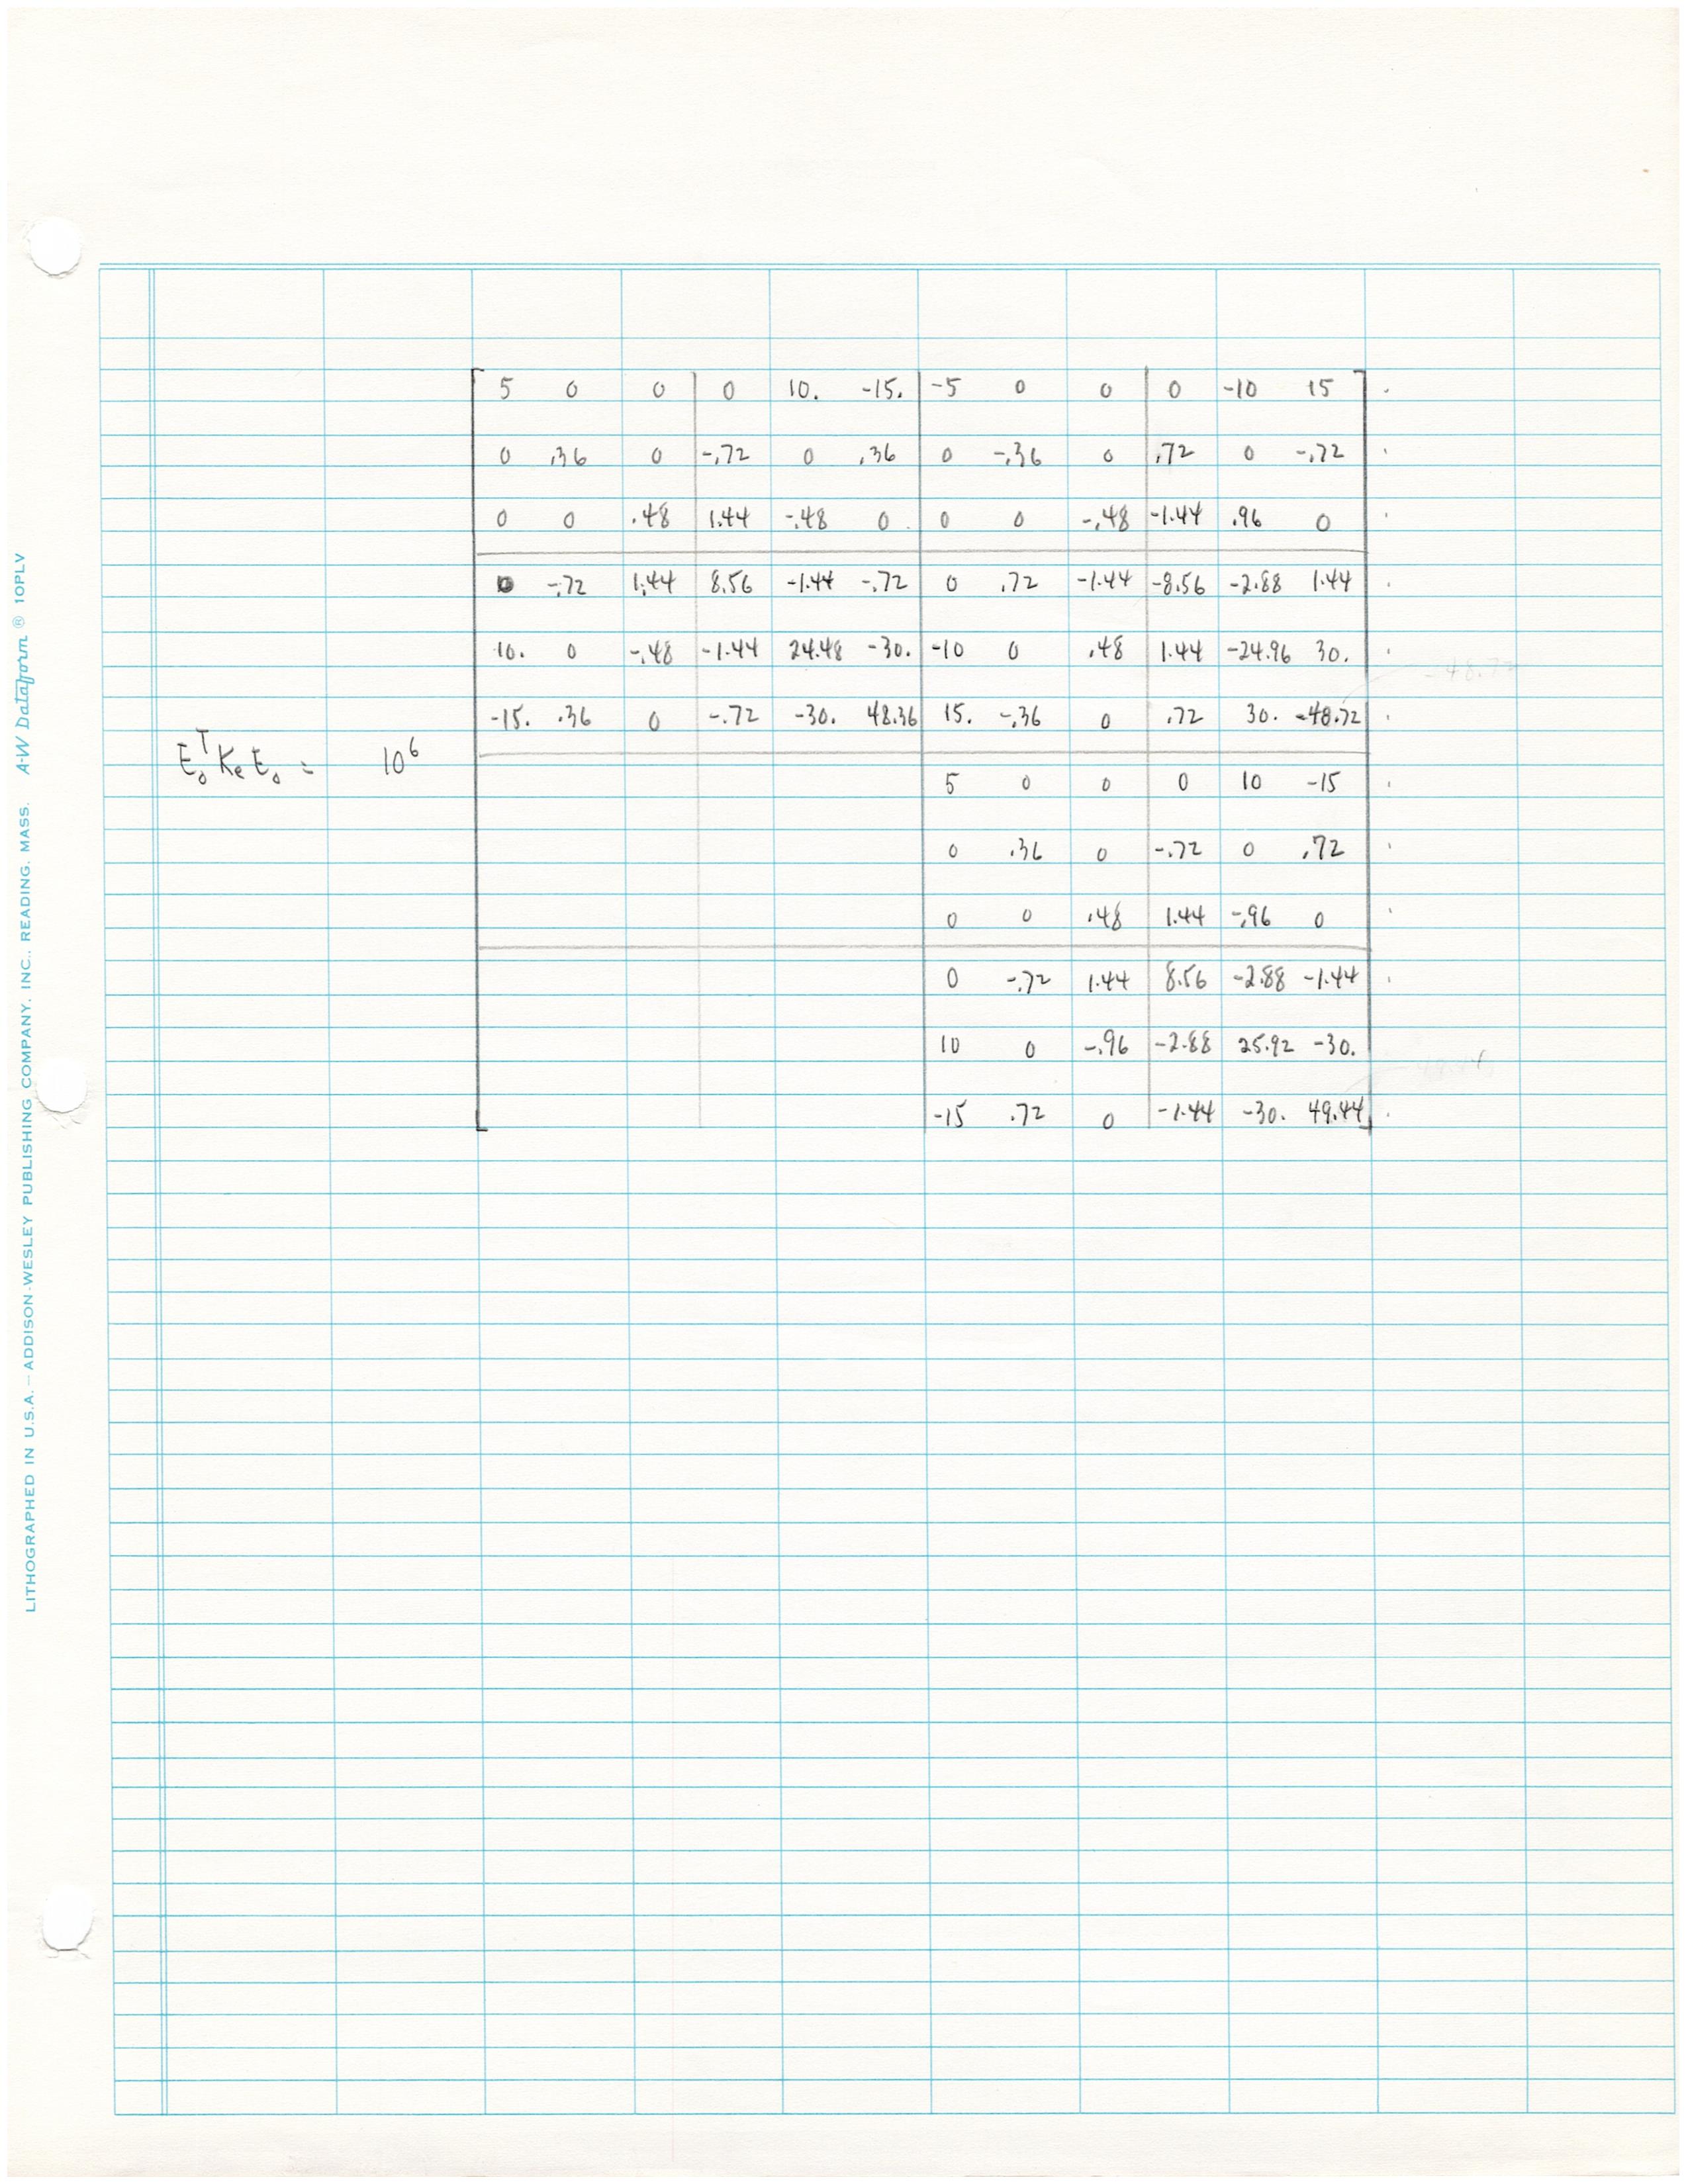 5 0 0 0 10. -15. -5 0 0 0 -10 15
0 .36 0 -.72 0 .36 0 -.36 0 .72 0 -.72
0 0 .48 1.44 -.48 0 0 0 -.48 -1.44 .96 0
0 -.72 1.44 8.56 -1.44 -.72 0 .72 -1.44 -8.56 -2.88 1.44
10. 0 -.48 -1.44 24.48 -30. -10 0 .48 1.44 -24.96 30.
-48.72
-15. .36 0 -.72 -30. 48.36 15. -.36 0 .72 30. -48.72
E₀ᵀ Kₑ E₀ = 10⁶
5 0 0 0 10 -15
0 .36 0 -.72 0 .72
0 0 .48 1.44 -.96 0
0 -.72 1.44 8.56 -2.88 -1.44
10 0 -.96 -2.88 25.92 -30.
-15 .72 0 -1.44 -30. 49.44
LITHOGRAPHED IN U.S.A. — ADDISON-WESLEY PUBLISHING COMPANY, INC., READING, MASS. A-W Dataform ® 10PLV